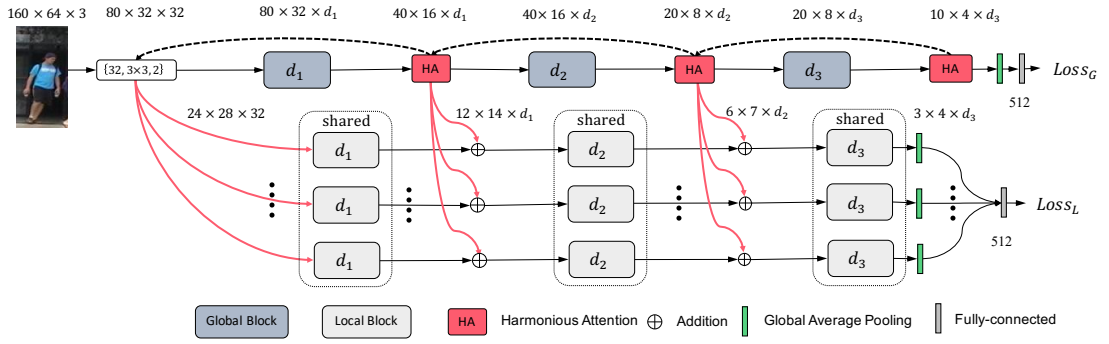 160 × 64 × 3
80 × 32 × 32
80 × 32 × d₁
40 × 16 × d₁
40 × 16 × d₂
20 × 8 × d₂
20 × 8 × d₃
10 × 4 × d₃
{32, 3×3, 2}
d₁
HA
d₂
HA
d₃
HA
Loss_G
512
24 × 28 × 32
shared
12 × 14 × d₁
shared
6 × 7 × d₂
shared
3 × 4 × d₃
d₁
d₂
d₃
d₁
d₂
d₃
Loss_L
512
d₁
d₂
d₃
Global Block
Local Block
HA
Harmonious Attention
Addition
Global Average Pooling
Fully-connected